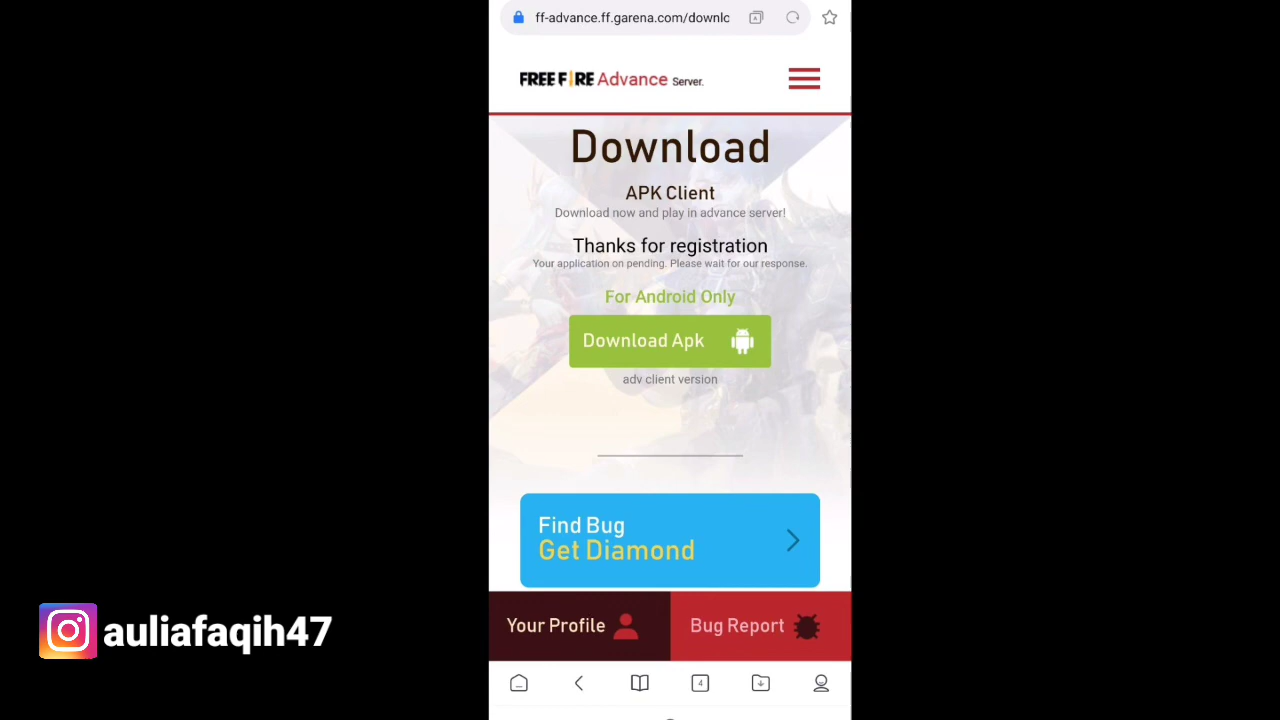 ff-advance.ff.garena.com/downlc
FREE FIRE Advance Server.
Download
APK Client
Download now and play in advance server!
Thanks for registration
Your application on pending. Please wait for our response.
For Android Only
Download Apk
adv client version
Find Bug
Get Diamond
Your Profile
Bug Report
4
auliafaqih47